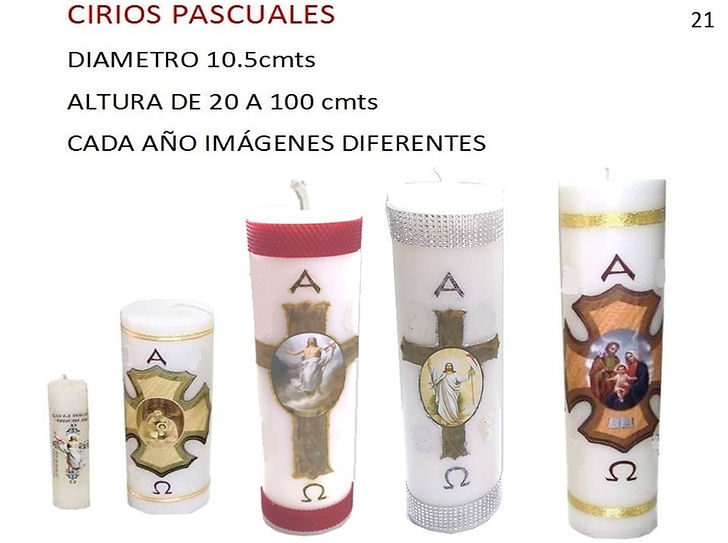 CIRIOS PASCUALES
21
DIAMETRO 10.5cmts
ALTURA DE 20 A 100 cmts
CADA AÑO IMÁGENES DIFERENTES
Α
Ω
Α
Ω
Α
Ω
Α
Ω